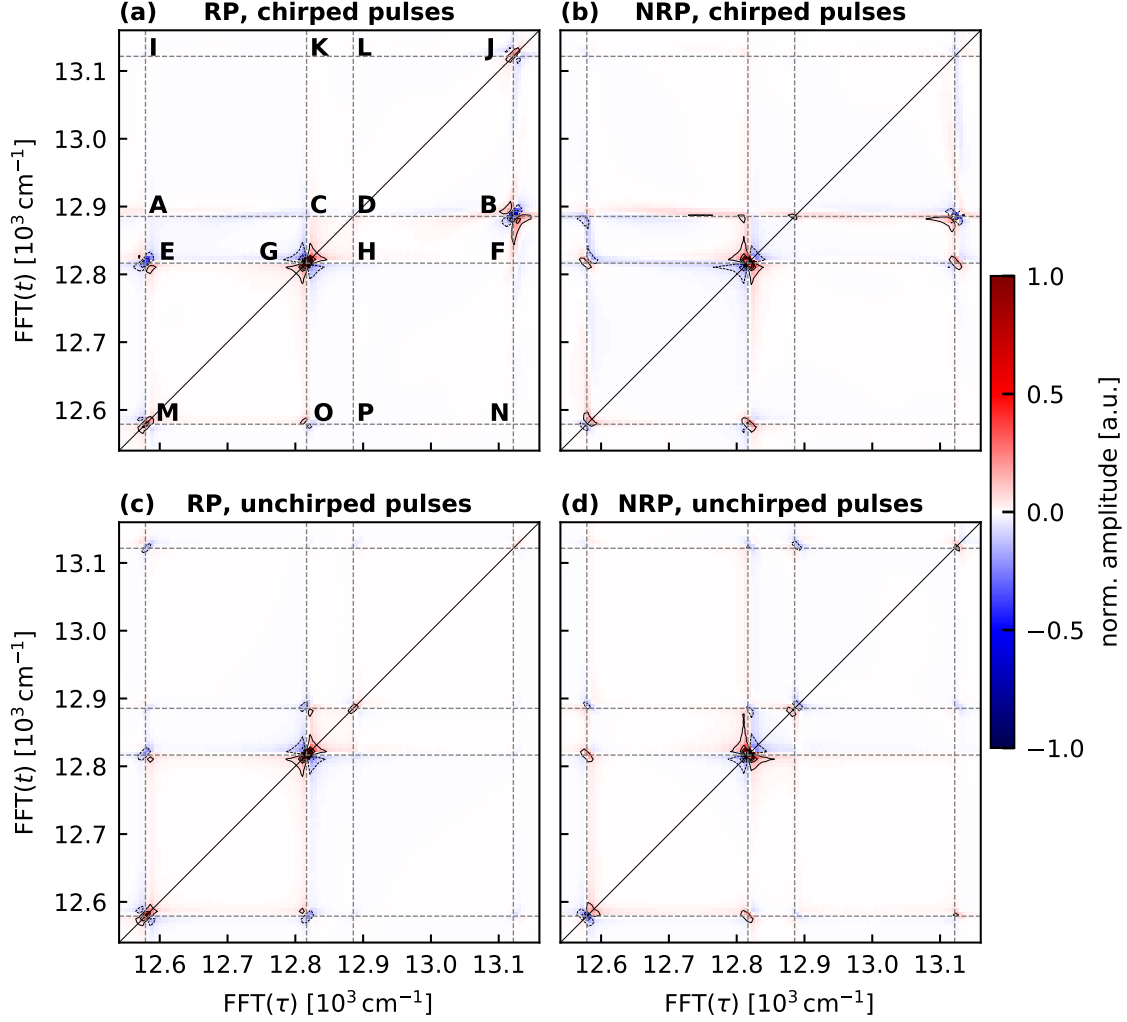 (a) RP, chirped pulses
(b) NRP, chirped pulses
I K L J
13.1
13.0
12.9
12.8
12.7
12.6
FFT(t) [10³ cm⁻¹]
A C D B
E G H F
M O P N
1.0
0.5
0.0
−0.5
−1.0
norm. amplitude [a.u.]
(c) RP, unchirped pulses
(d) NRP, unchirped pulses
13.1
13.0
12.9
12.8
12.7
12.6
FFT(t) [10³ cm⁻¹]
12.6 12.7 12.8 12.9 13.0 13.1
12.6 12.7 12.8 12.9 13.0 13.1
FFT(τ) [10³ cm⁻¹]
FFT(τ) [10³ cm⁻¹]